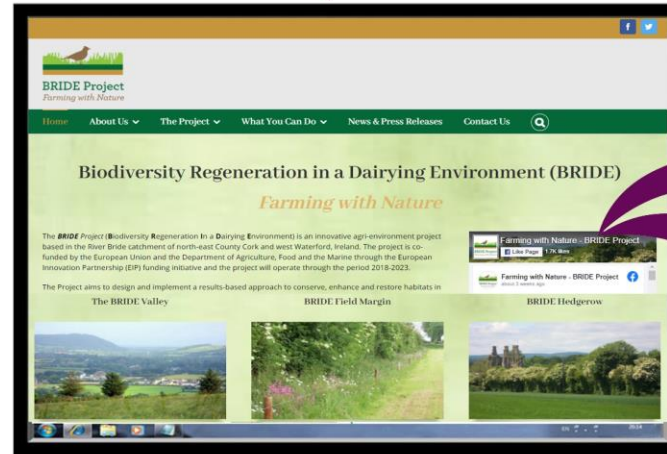 BRIDE Project
Farming with Nature
Home About Us The Project What You Can Do News & Press Releases Contact Us
Biodiversity Regeneration in a Dairying Environment (BRIDE)
Farming with Nature
The BRIDE Project (Biodiversity Regeneration In a Dairying Environment) is an innovative agri-environment project
based in the River Bride catchment of north-east County Cork and west Waterford, Ireland. The project is co-
funded by the European Union and the Department of Agriculture, Food and the Marine through the European
Innovation Partnership (EIP) funding initiative and the project will operate through the period 2018-2023.
The Project aims to design and implement a results-based approach to conserve, enhance and restore habitats in
Farming with Nature - BRIDE Project
Like Page 1.7K likes
Farming with Nature - BRIDE Project
about 3 weeks ago
The BRIDE Valley BRIDE Field Margin BRIDE Hedgerow
EN 20:24